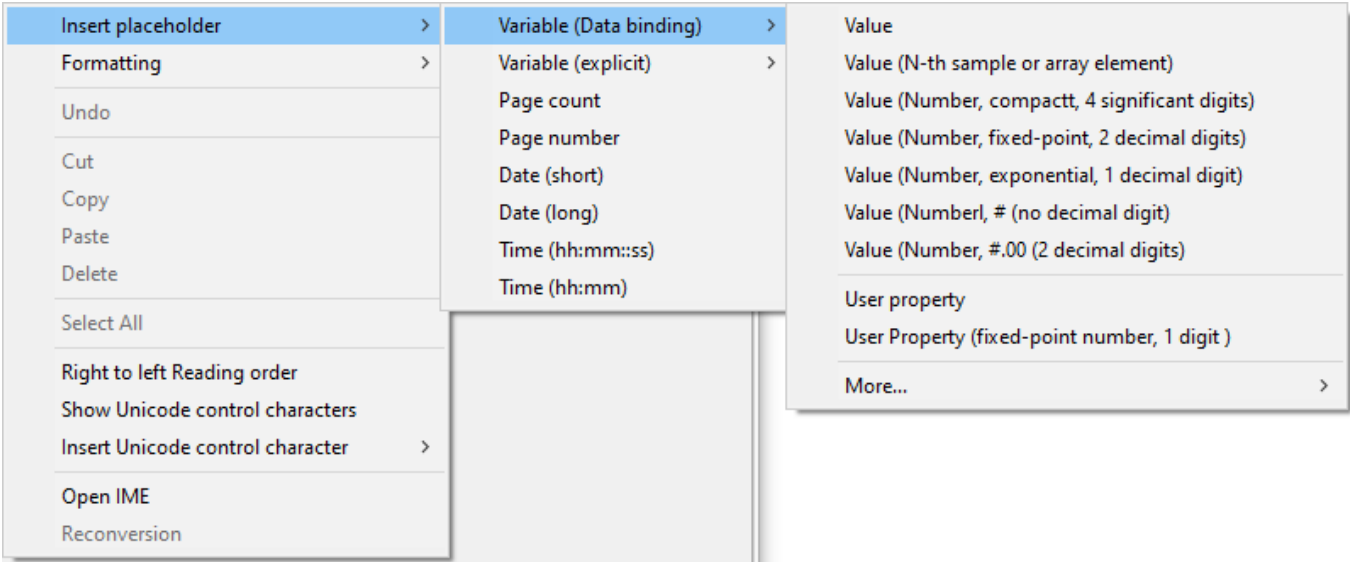 Insert placeholder
Formatting
Undo
Cut
Copy
Paste
Delete
Select All
Right to left Reading order
Show Unicode control characters
Insert Unicode control character
Open IME
Reconversion
Variable (Data binding)
Variable (explicit)
Page count
Page number
Date (short)
Date (long)
Time (hh:mm::ss)
Time (hh:mm)
Value
Value (N-th sample or array element)
Value (Number, compactt, 4 significant digits)
Value (Number, fixed-point, 2 decimal digits)
Value (Number, exponential, 1 decimal digit)
Value (Numberl, # (no decimal digit)
Value (Number, #.00 (2 decimal digits)
User property
User Property (fixed-point number, 1 digit )
More...